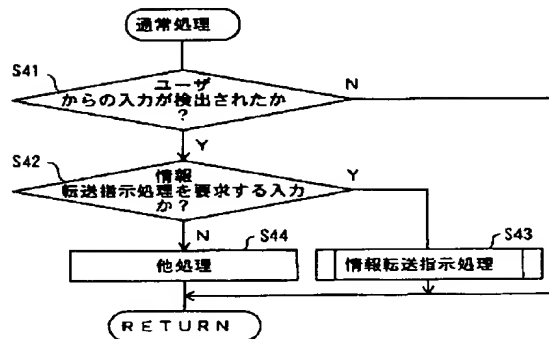 通常処理
S41
ユーザ
からの入力が検出されたか
?
N
Y
S42
情報
転送指示処理を要求する入力
か?
Y
N
S44
S43
他処理
情報転送指示処理
RETURN